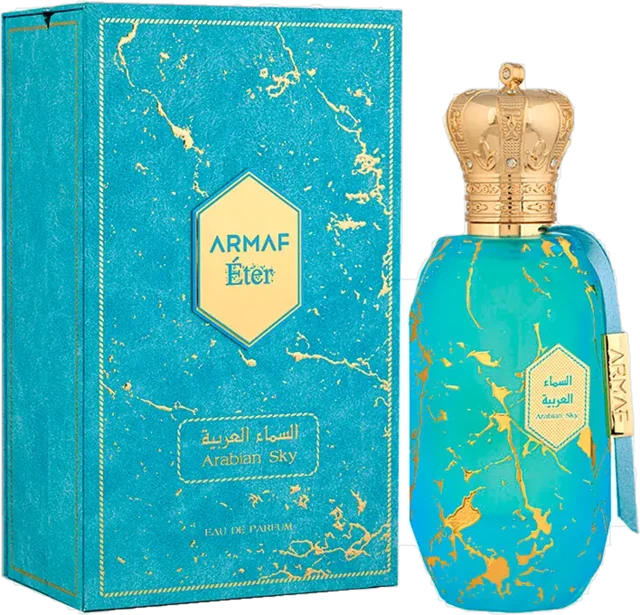 ARMAF
Éter
السماء العربية
Arabian Sky
EAU DE PARFUM
السماء
العربية
Arabian Sky
ARMAF